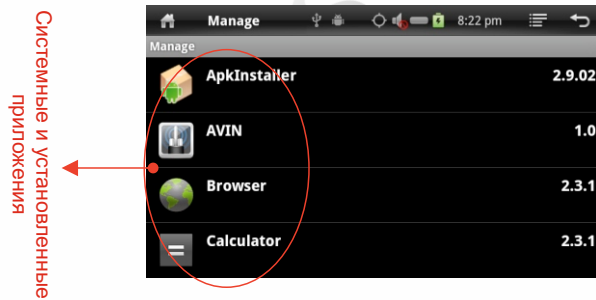 Системные и установленные
приложения
Manage
8:22 pm
Manage
ApkInstaller
2.9.02
AVIN
1.0
Browser
2.3.1
Calculator
2.3.1